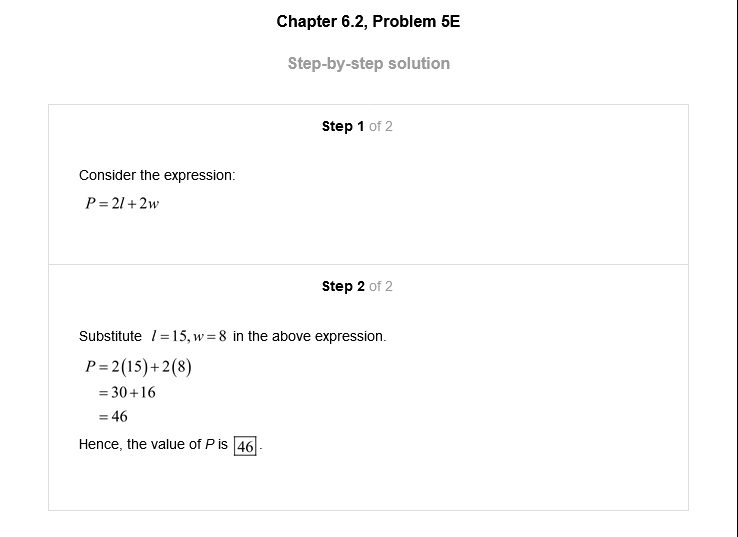 Chapter 6.2, Problem 5E
Step-by-step solution
Step 1 of 2
Consider the expression:
P = 2l + 2w
Step 2 of 2
Substitute l = 15, w = 8 in the above expression.
P = 2(15) + 2(8)
= 30 + 16
= 46
Hence, the value of P is 46.